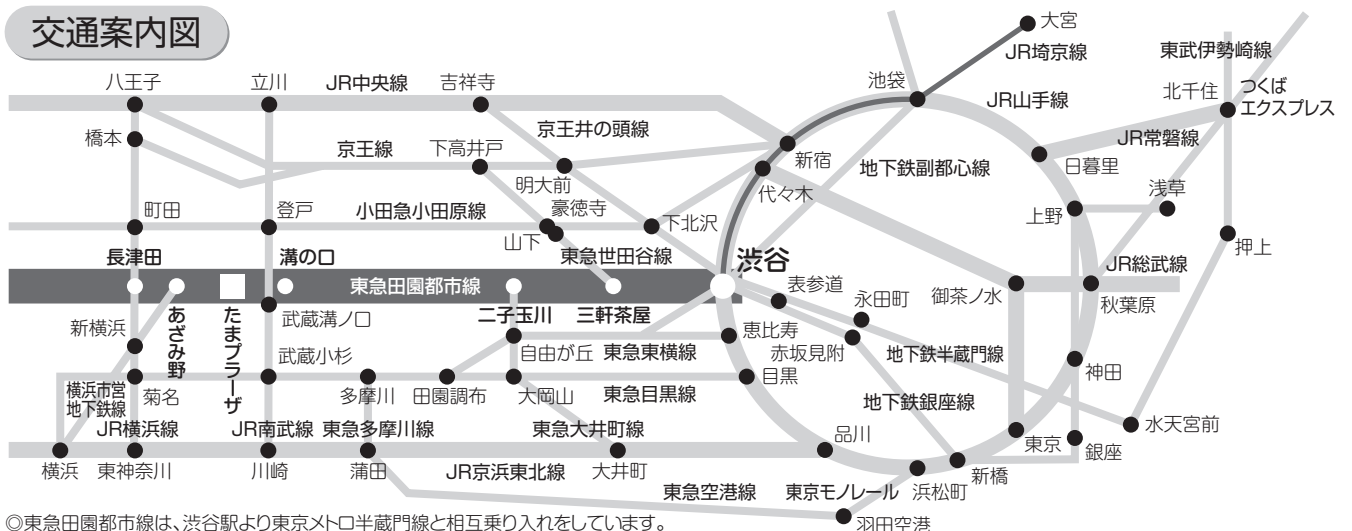 交通案内図
大宮
JR埼京線
東武伊勢崎線
八王子
立川
JR中央線
吉祥寺
池袋
JR山手線
北千住
つくば
エクスプレス
橋本
京王井の頭線
JR常磐線
京王線
下高井戸
新宿
地下鉄副都心線
日暮里
明大前
代々木
浅草
町田
登戸
小田急小田原線
豪徳寺
下北沢
上野
山下
押上
長津田
溝の口
東急世田谷線
渋谷
JR総武線
東急田園都市線
表参道
永田町
御茶ノ水
秋葉原
新横浜
あざみ野
たまプラーザ
武蔵溝ノ口
二子玉川
三軒茶屋
恵比寿
自由が丘
東急東横線
赤坂見附
地下鉄半蔵門線
武蔵小杉
目黒
神田
横浜市営
地下鉄線
菊名
多摩川
田園調布
大岡山
東急目黒線
地下鉄銀座線
JR横浜線
JR南武線
東急多摩川線
東急大井町線
品川
水天宮前
東京
銀座
横浜
東神奈川
川崎
蒲田
JR京浜東北線
大井町
新橋
東急空港線
東京モノレール
浜松町
羽田空港
◎東急田園都市線は、渋谷駅より東京メトロ半蔵門線と相互乗り入れをしています。